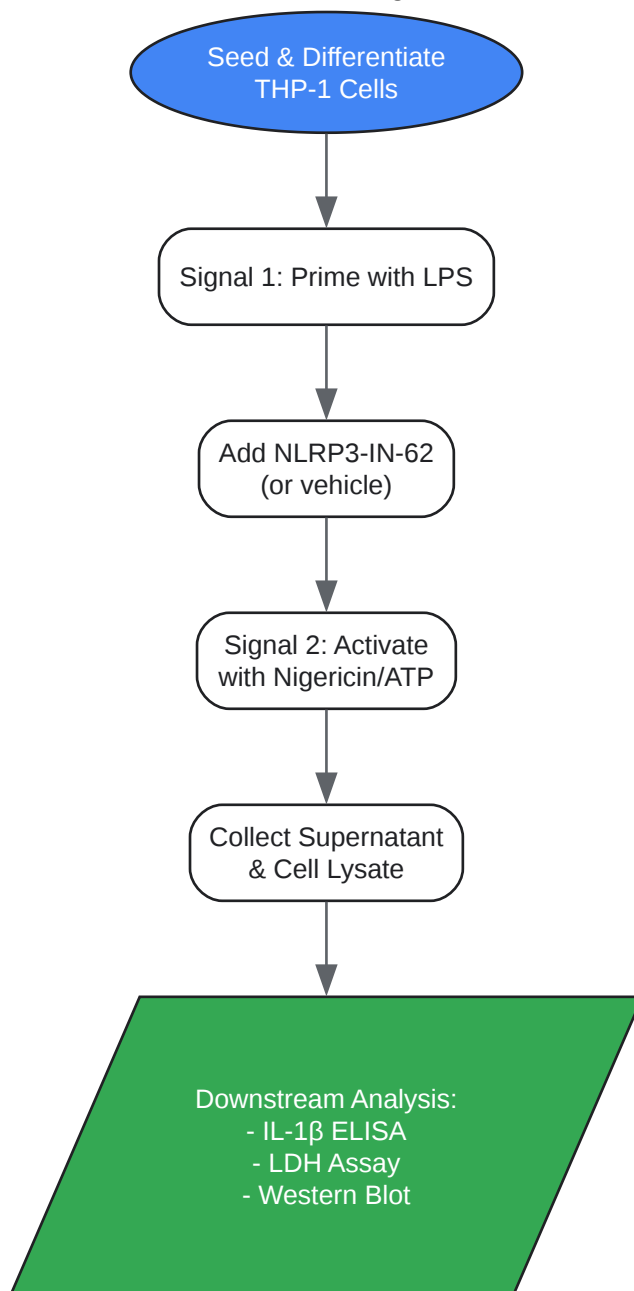 Seed & Differentiate
THP-1 Cells
Signal 1: Prime with LPS
Add NLRP3-IN-62
(or vehicle)
Signal 2: Activate
with Nigericin/ATP
Collect Supernatant
& Cell Lysate
Downstream Analysis:
- IL-1β ELISA
- LDH Assay
- Western Blot